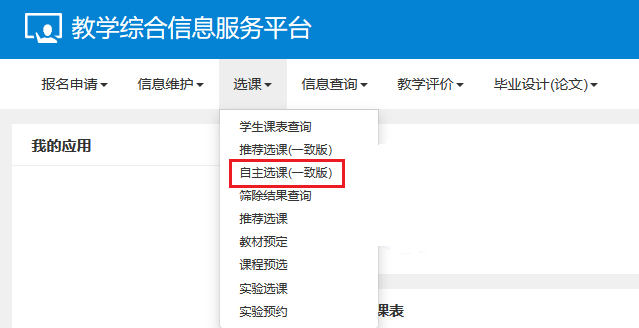 教学综合信息服务平台
报名申请 信息维护 选课 信息查询 教学评价 毕业设计(论文)
我的应用
学生课表查询
推荐选课(一致版)
自主选课(一致版)
筛除结果查询
推荐选课
教材预定
课程预选
实验选课
实验预约
课表